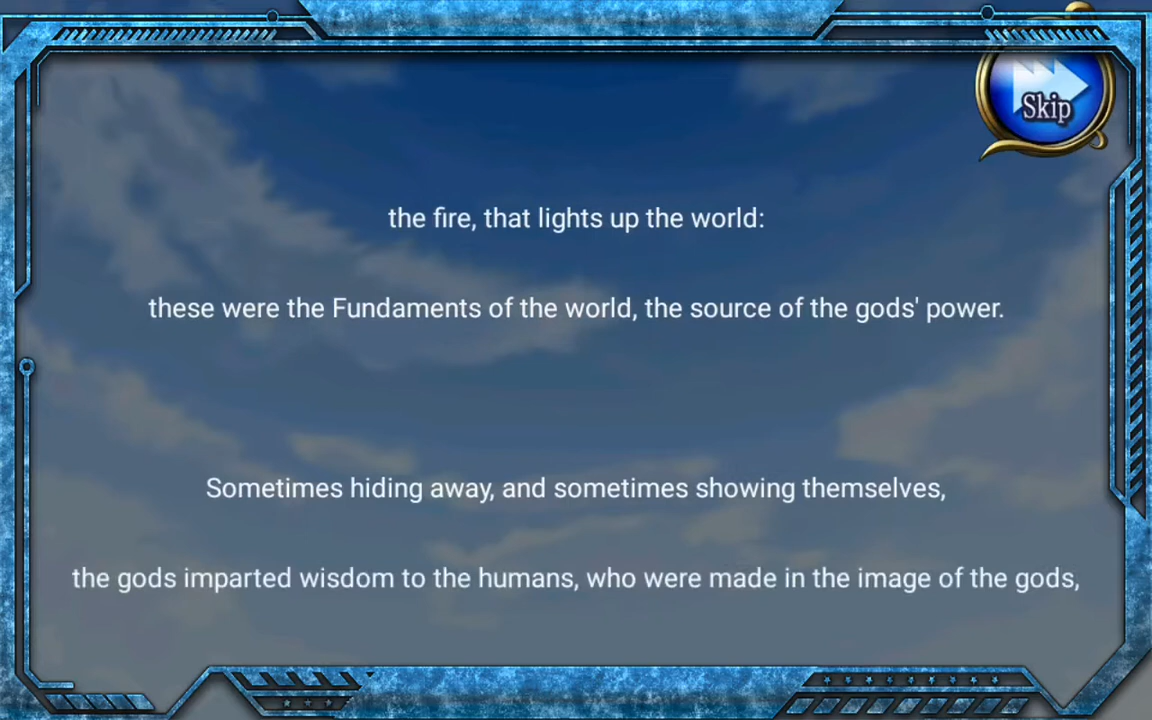 Skip
the fire, that lights up the world:
these were the Fundaments of the world, the source of the gods' power.
Sometimes hiding away, and sometimes showing themselves,
the gods imparted wisdom to the humans, who were made in the image of the gods,